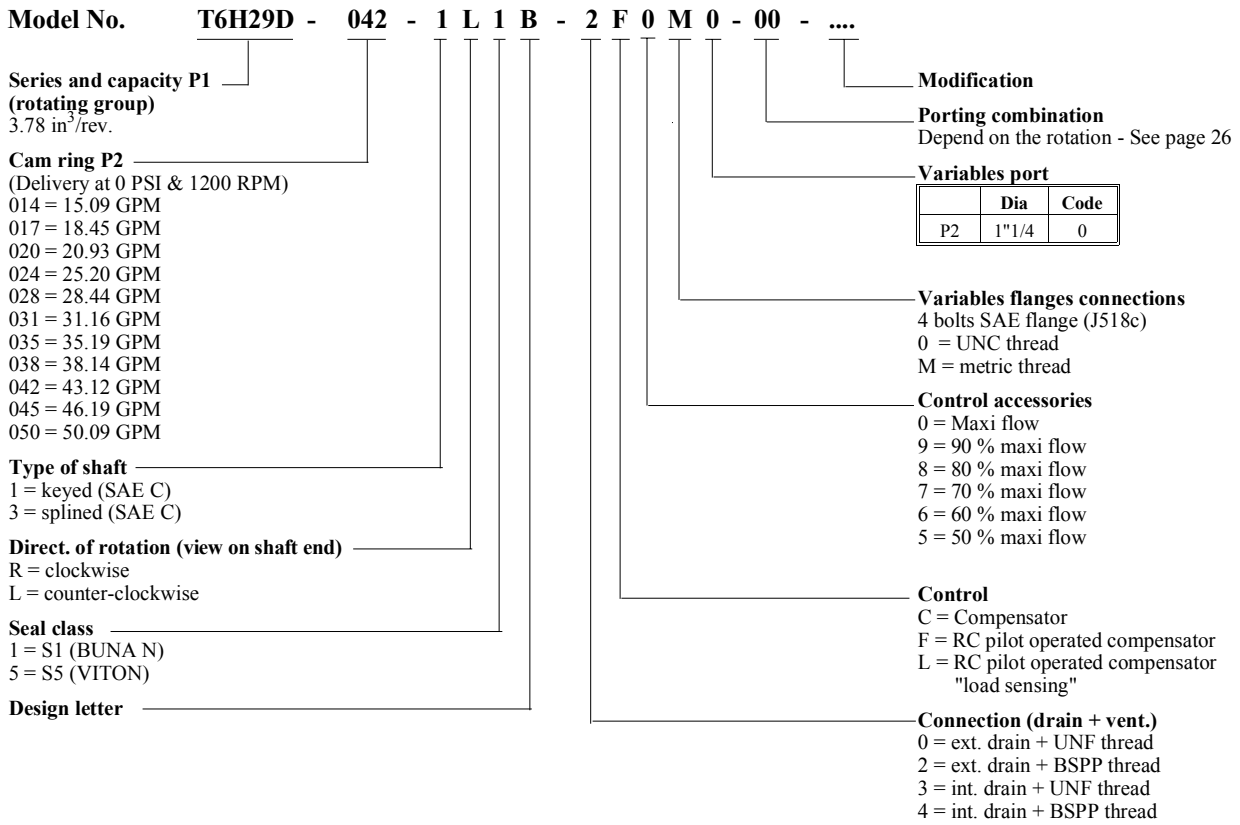 Model No. T6H29D - 042 - 1 L 1 B - 2 F 0 M 0 - 00 - ....
Series and capacity P1
(rotating group)
3.78 in³/rev.
Cam ring P2
(Delivery at 0 PSI & 1200 RPM)
014 = 15.09 GPM
017 = 18.45 GPM
020 = 20.93 GPM
024 = 25.20 GPM
028 = 28.44 GPM
031 = 31.16 GPM
035 = 35.19 GPM
038 = 38.14 GPM
042 = 43.12 GPM
045 = 46.19 GPM
050 = 50.09 GPM
Type of shaft
1 = keyed (SAE C)
3 = splined (SAE C)
Direct. of rotation (view on shaft end)
R = clockwise
L = counter-clockwise
Seal class
1 = S1 (BUNA N)
5 = S5 (VITON)
Design letter
Modification
Porting combination
Depend on the rotation - See page 26
Variables port
Dia Code
P2 1"1/4 0
Variables flanges connections
4 bolts SAE flange (J518c)
0 = UNC thread
M = metric thread
Control accessories
0 = Maxi flow
9 = 90 % maxi flow
8 = 80 % maxi flow
7 = 70 % maxi flow
6 = 60 % maxi flow
5 = 50 % maxi flow
Control
C = Compensator
F = RC pilot operated compensator
L = RC pilot operated compensator
"load sensing"
Connection (drain + vent.)
0 = ext. drain + UNF thread
2 = ext. drain + BSPP thread
3 = int. drain + UNF thread
4 = int. drain + BSPP thread